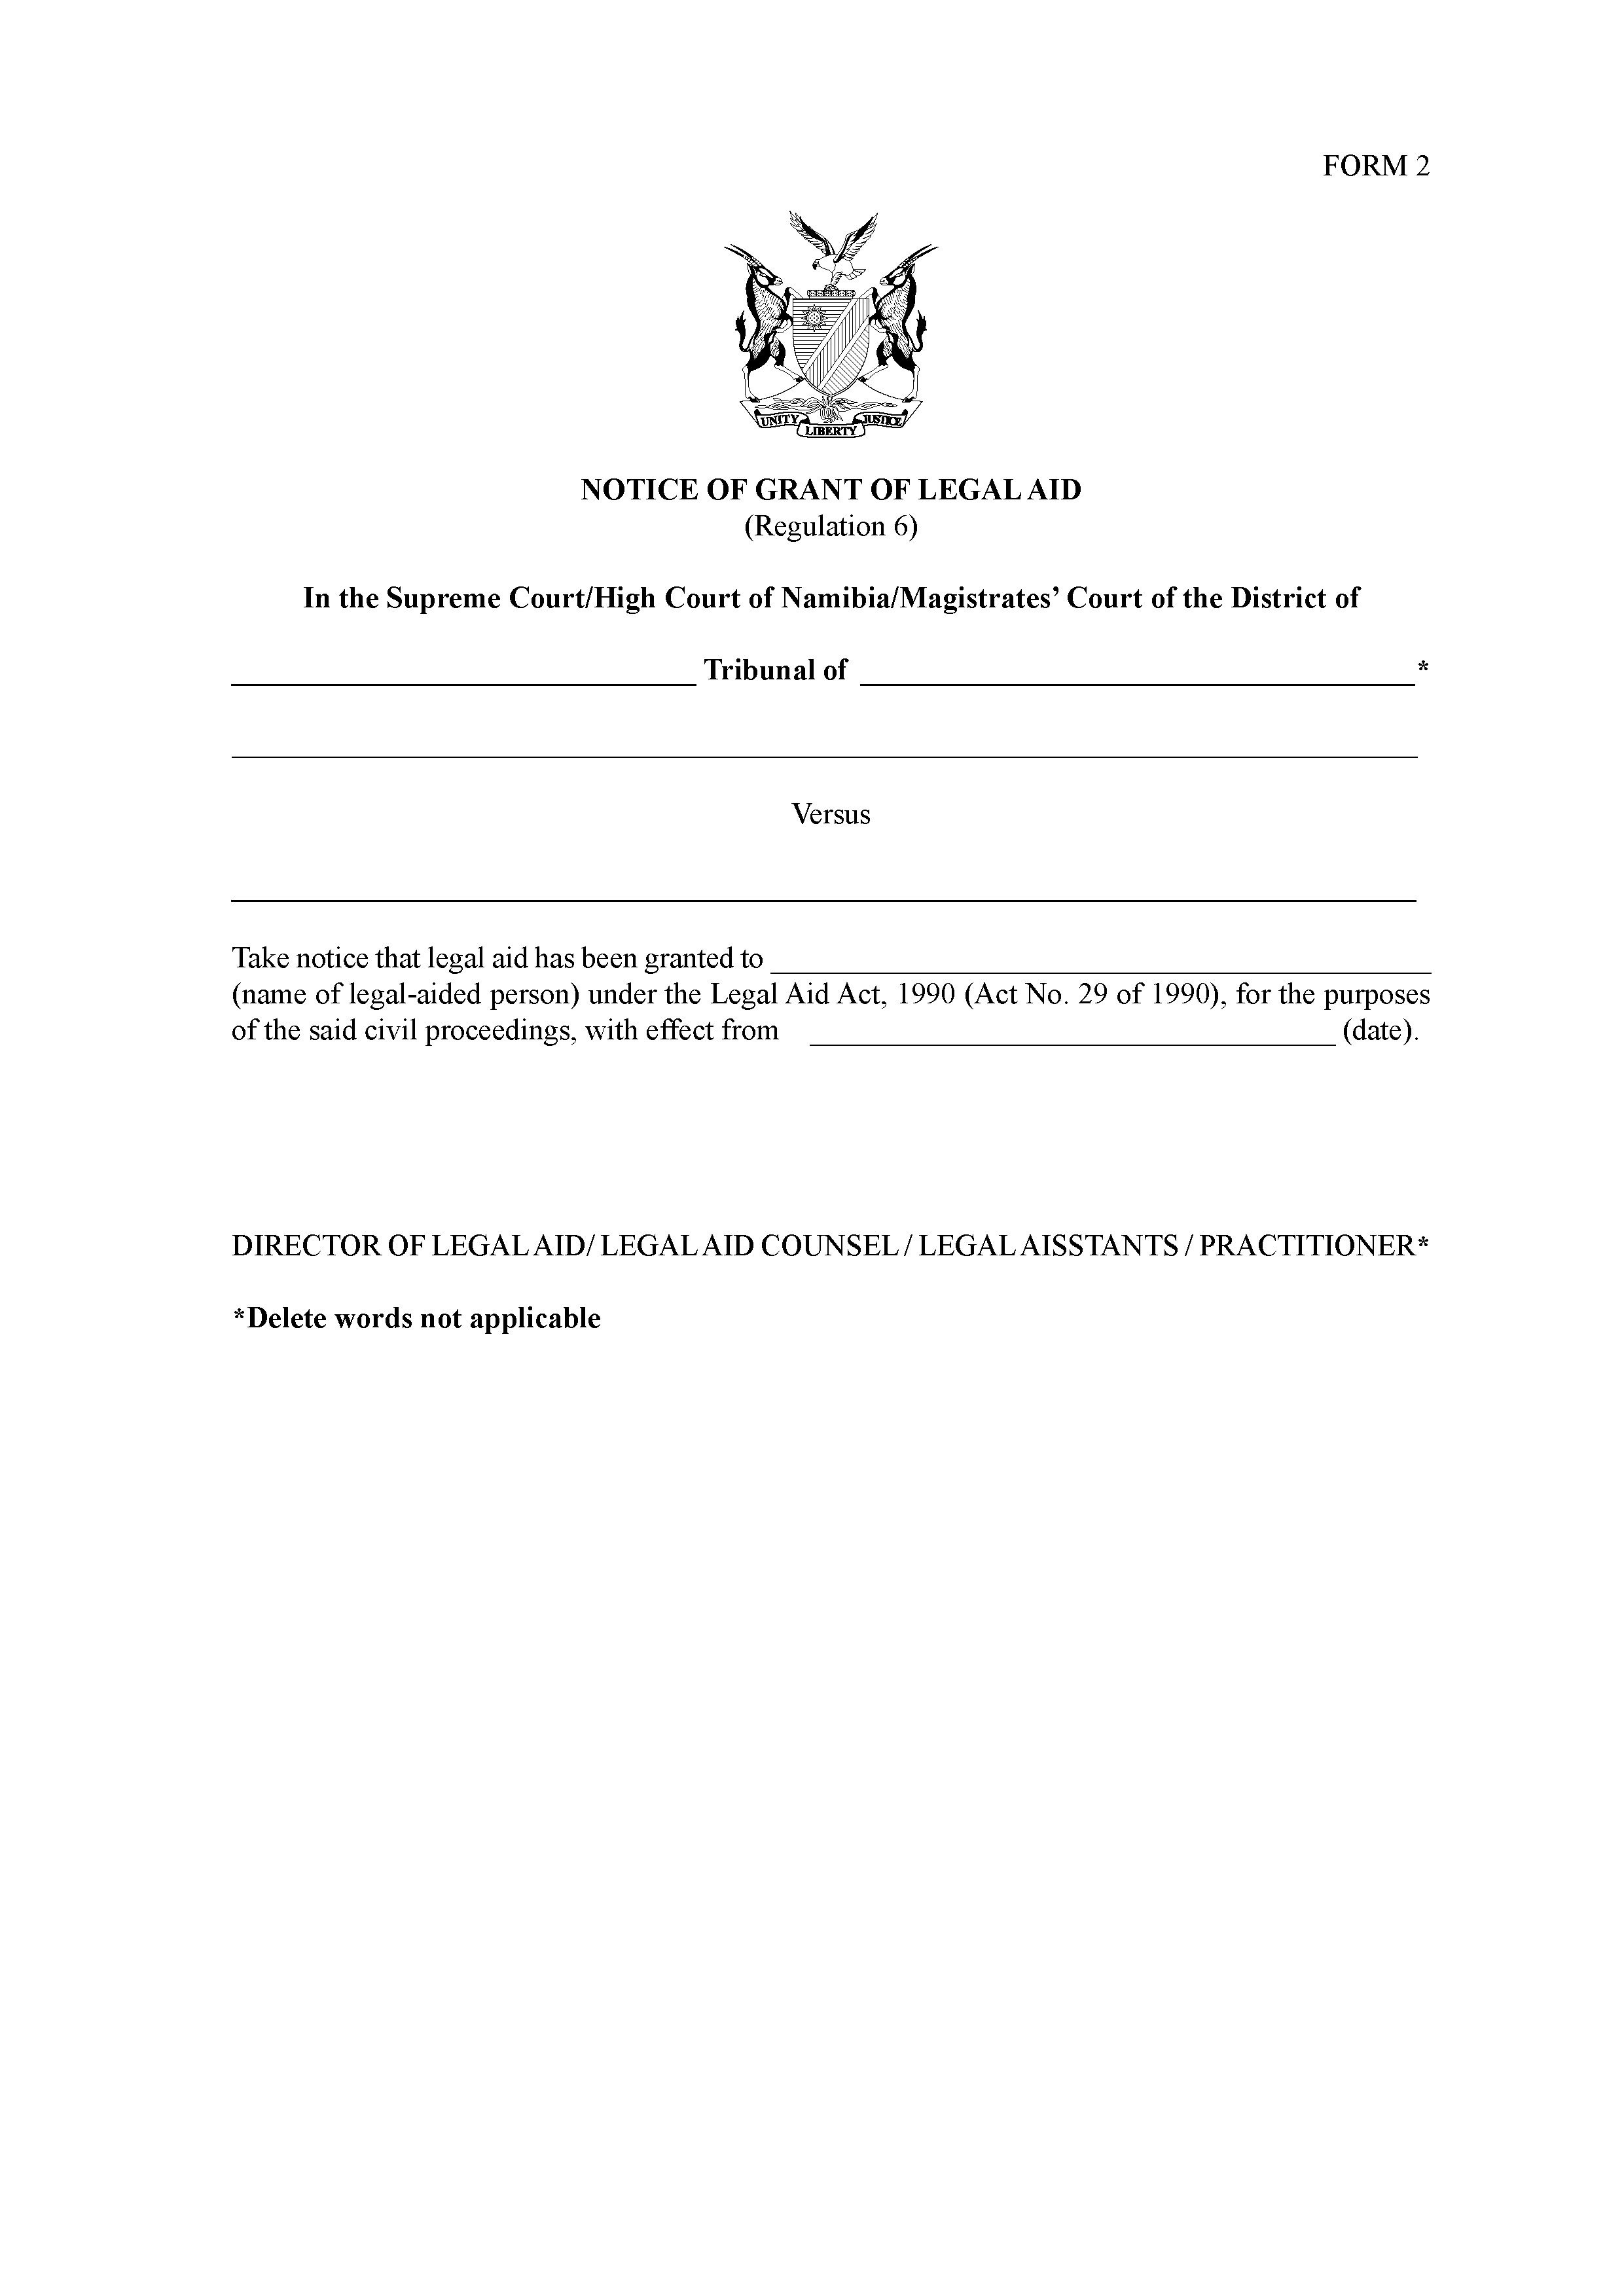 FORM 2
UNITY
LIBERTY
JUSTICE
NOTICE OF GRANT OF LEGAL AID
(Regulation 6)
In the Supreme Court/High Court of Namibia/Magistrates’ Court of the District of
Tribunal of *
Versus
Take notice that legal aid has been granted to
(name of legal-aided person) under the Legal Aid Act, 1990 (Act No. 29 of 1990), for the purposes
of the said civil proceedings, with effect from (date).
DIRECTOR OF LEGAL AID/ LEGAL AID COUNSEL / LEGAL AISSTANTS / PRACTITIONER*
*Delete words not applicable